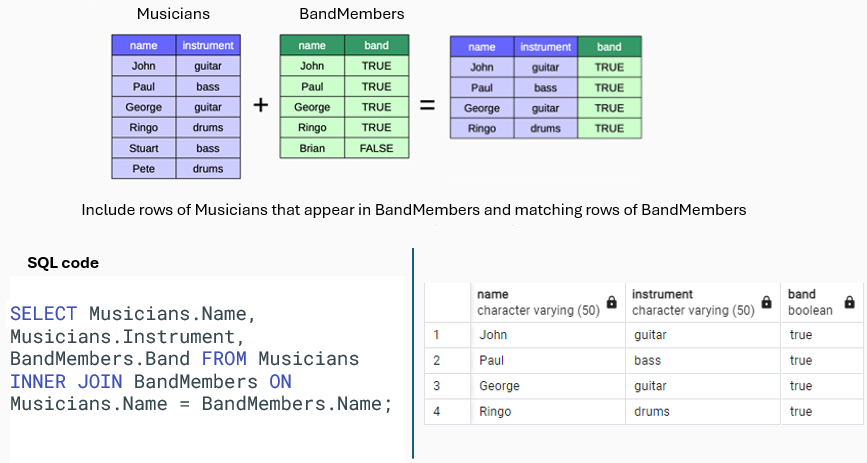 Musicians BandMembers
name instrument name band name instrument band
John guitar John TRUE John guitar TRUE
Paul bass Paul TRUE Paul bass TRUE
George guitar + George TRUE = George guitar TRUE
Ringo drums Ringo TRUE Ringo drums TRUE
Stuart bass Brian FALSE
Pete drums
Include rows of Musicians that appear in BandMembers and matching rows of BandMembers
SQL code
SELECT Musicians.Name,
Musicians.Instrument,
BandMembers.Band FROM Musicians
INNER JOIN BandMembers ON
Musicians.Name = BandMembers.Name;
name instrument band
character varying (50) character varying (50) boolean
1 John guitar true
2 Paul bass true
3 George guitar true
4 Ringo drums true